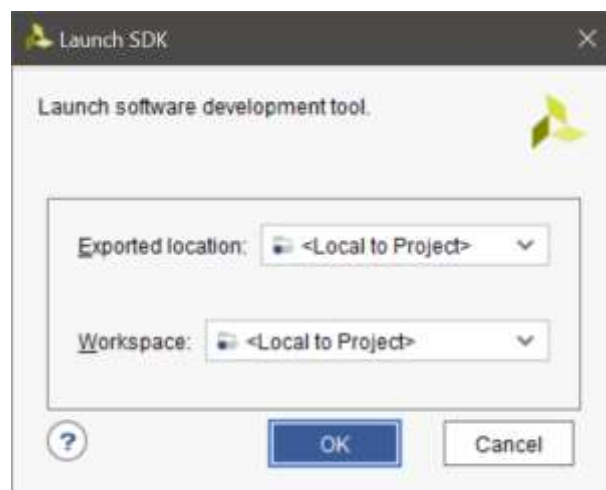 Launch SDK
Launch software development tool.
Exported location: <Local to Project>
Workspace: <Local to Project>
? OK Cancel